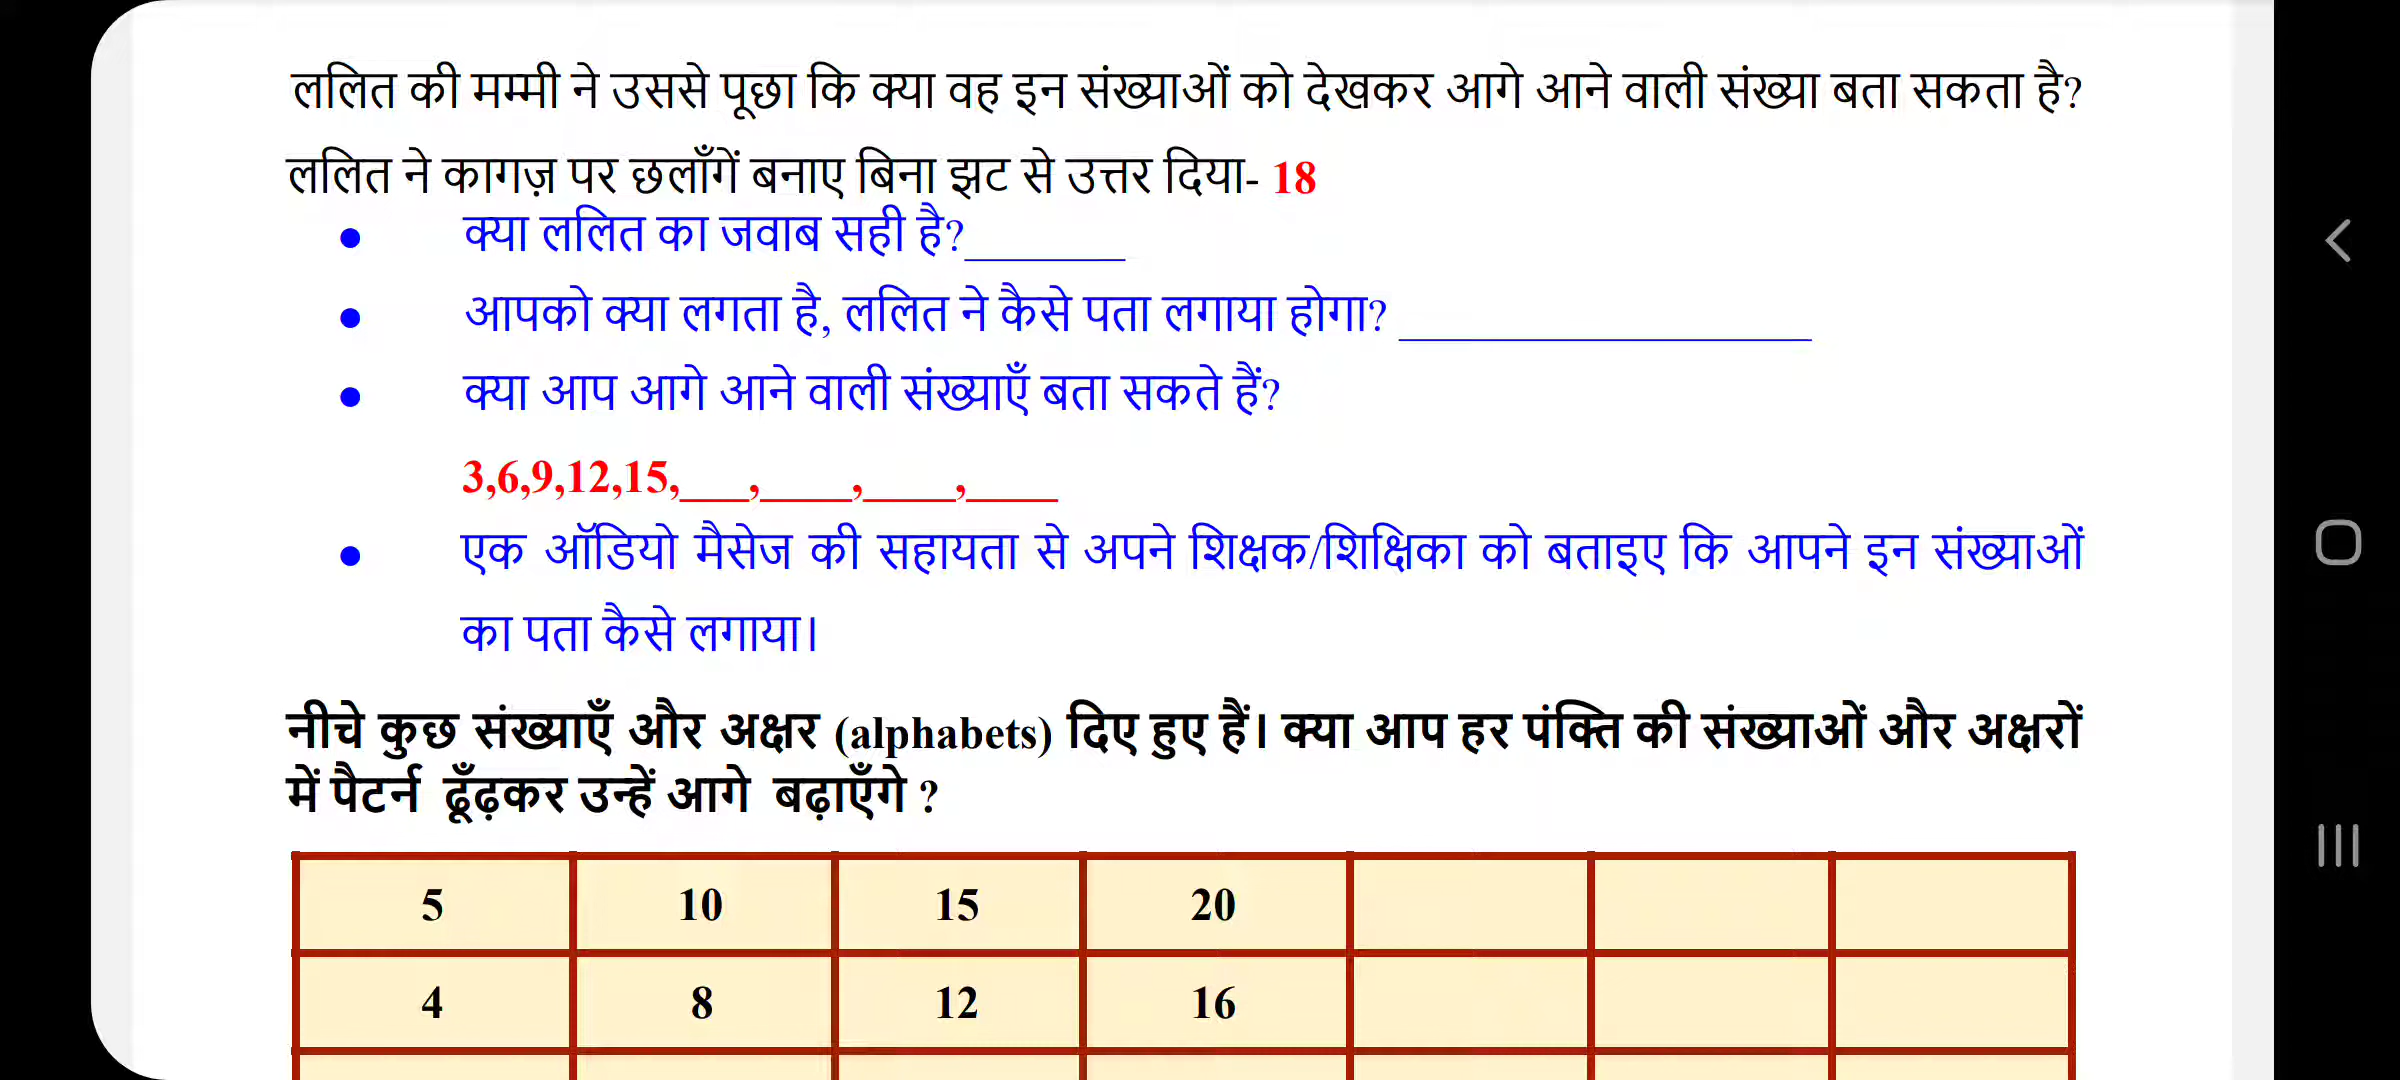 ललित की मम्मी ने उससे पूछा कि क्या वह इन संख्याओं को देखकर आगे आने वाली संख्या बता सकता है?
ललित ने कागज़ पर छलाँगें बनाए बिना झट से उत्तर दिया- 18
● क्या ललित का जवाब सही है?_______
● आपको क्या लगता है, ललित ने कैसे पता लगाया होगा? __________________
● क्या आप आगे आने वाली संख्याएँ बता सकते हैं?
3,6,9,12,15,___,____,____,____
● एक ऑडियो मैसेज की सहायता से अपने शिक्षक/शिक्षिका को बताइए कि आपने इन संख्याओं
का पता कैसे लगाया।
नीचे कुछ संख्याएँ और अक्षर (alphabets) दिए हुए हैं। क्या आप हर पंक्ति की संख्याओं और अक्षरों
में पैटर्न ढूँढ़कर उन्हें आगे बढ़ाएँगे ?
5 10 15 20
4 8 12 16